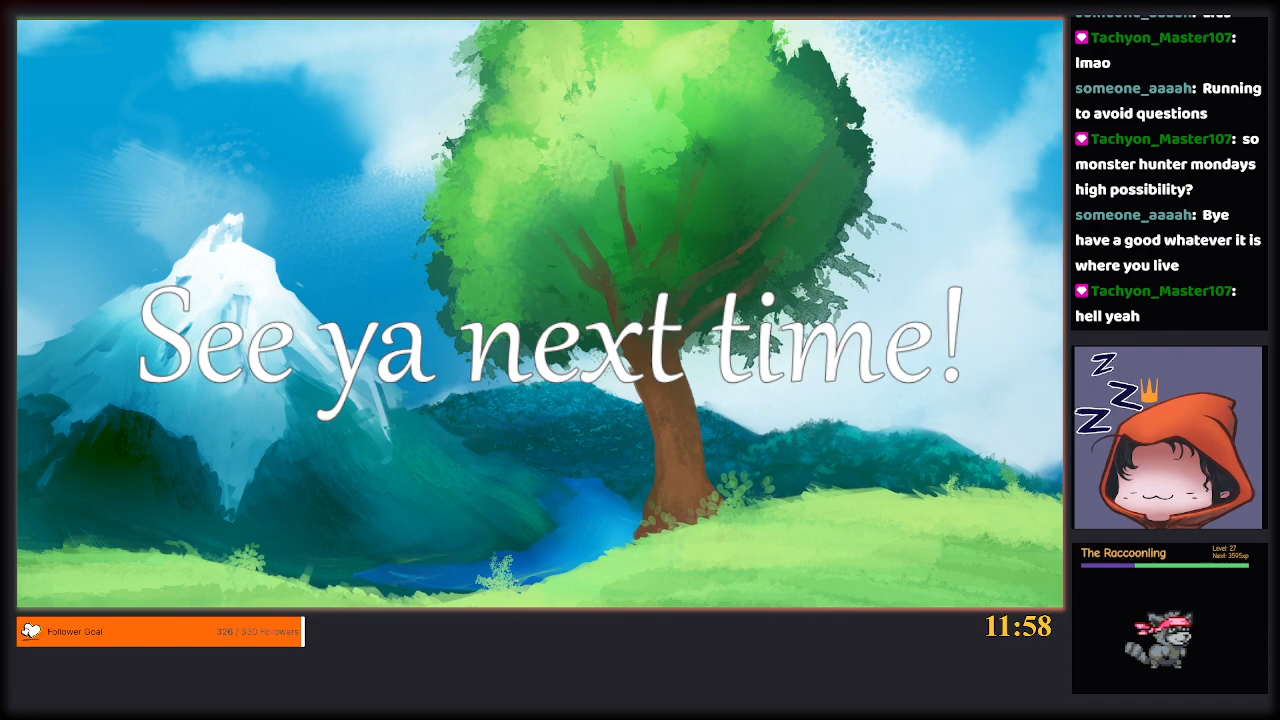 See ya next time!
Tachyon_Master107:
lmao
someone_aaaah: Running
to avoid questions
Tachyon_Master107: so
monster hunter mondays
high possibility?
someone_aaaah: Bye
have a good whatever it is
where you live
Tachyon_Master107:
hell yeah
Z
Z
Z
The Raccoonling
Level: 27
Next: 3595xp
Follower Goal
326 / 330 Followers
11:58